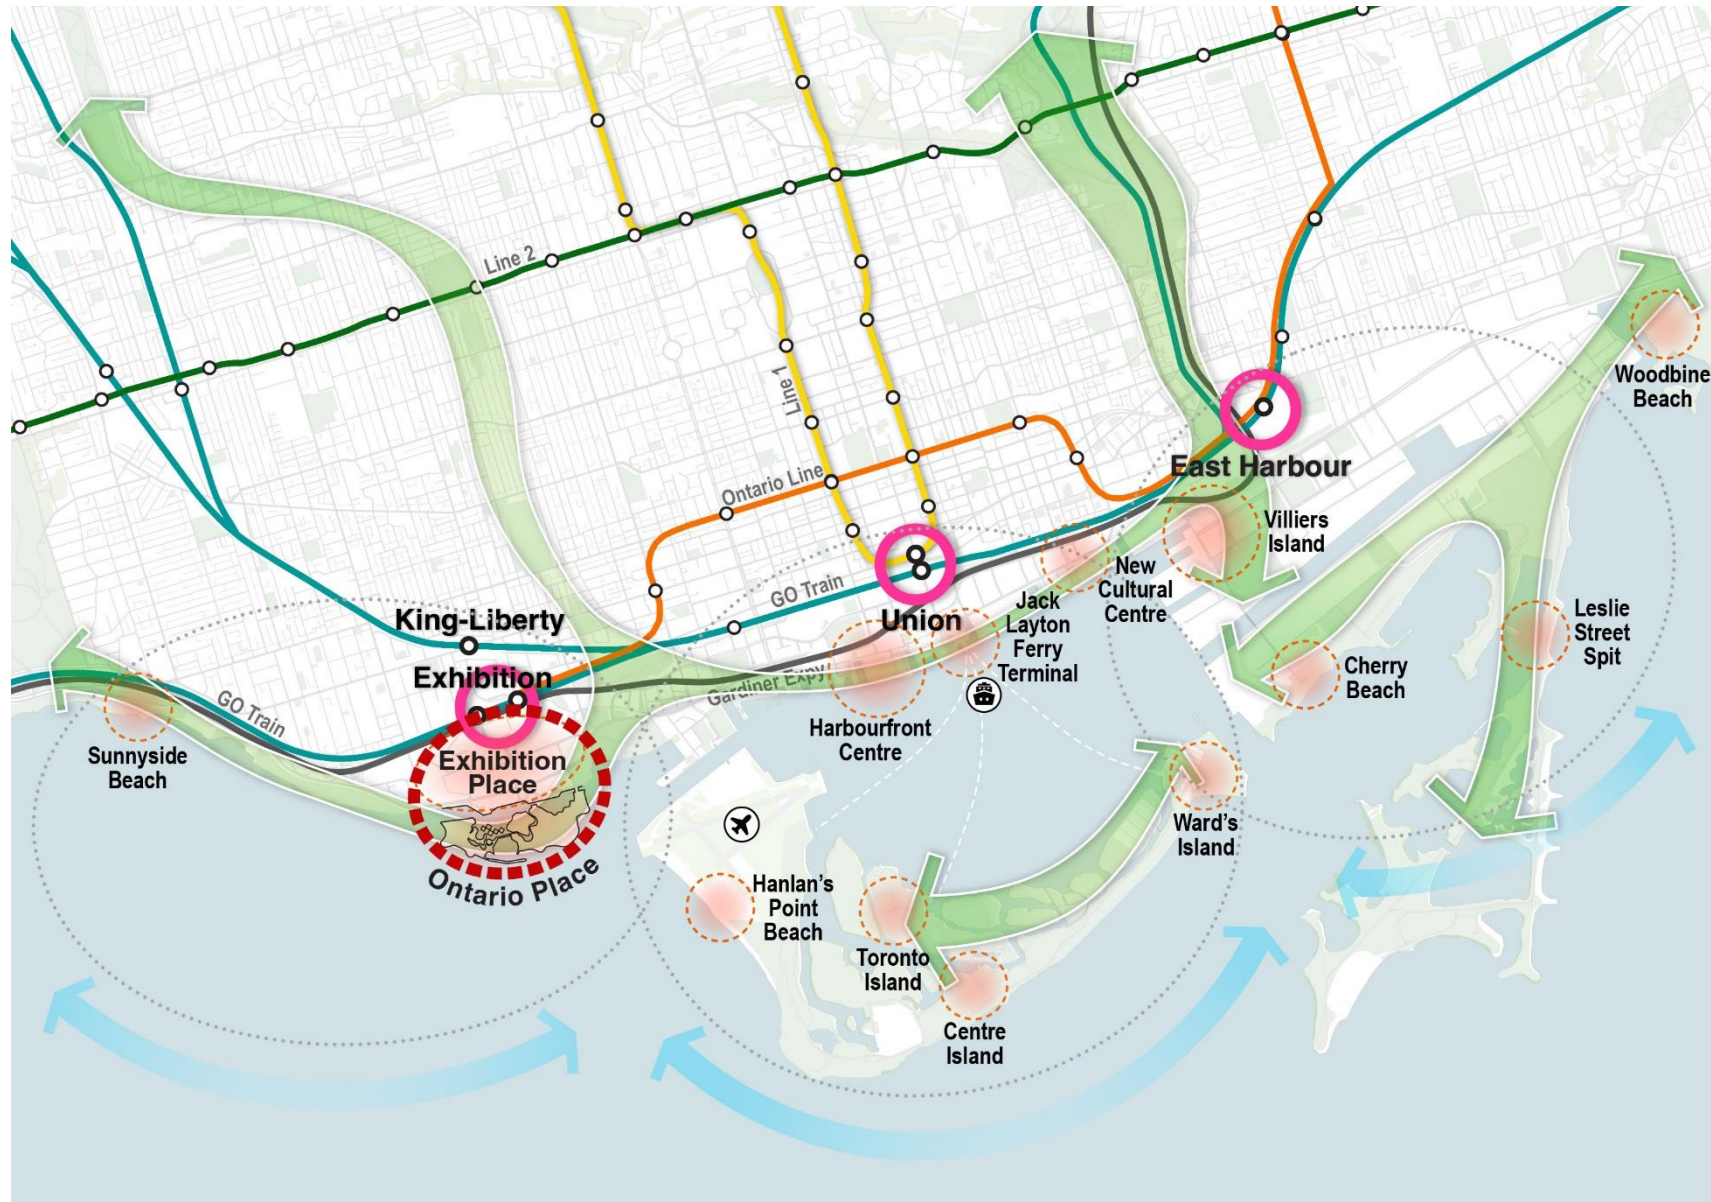 Line 2
Line 1
Woodbine
Beach
East Harbour
Ontario Line
Villiers
Island
New
Cultural
Centre
GO Train
Jack
Layton
Ferry
Terminal
Union
Leslie
Street
Spit
King-Liberty
Exhibition
Cherry
Beach
Gardiner Expy
GO Train
Sunnyside
Beach
Harbourfront
Centre
Exhibition
Place
Ontario Place
Ward's
Island
Hanlan's
Point
Beach
Toronto
Island
Centre
Island